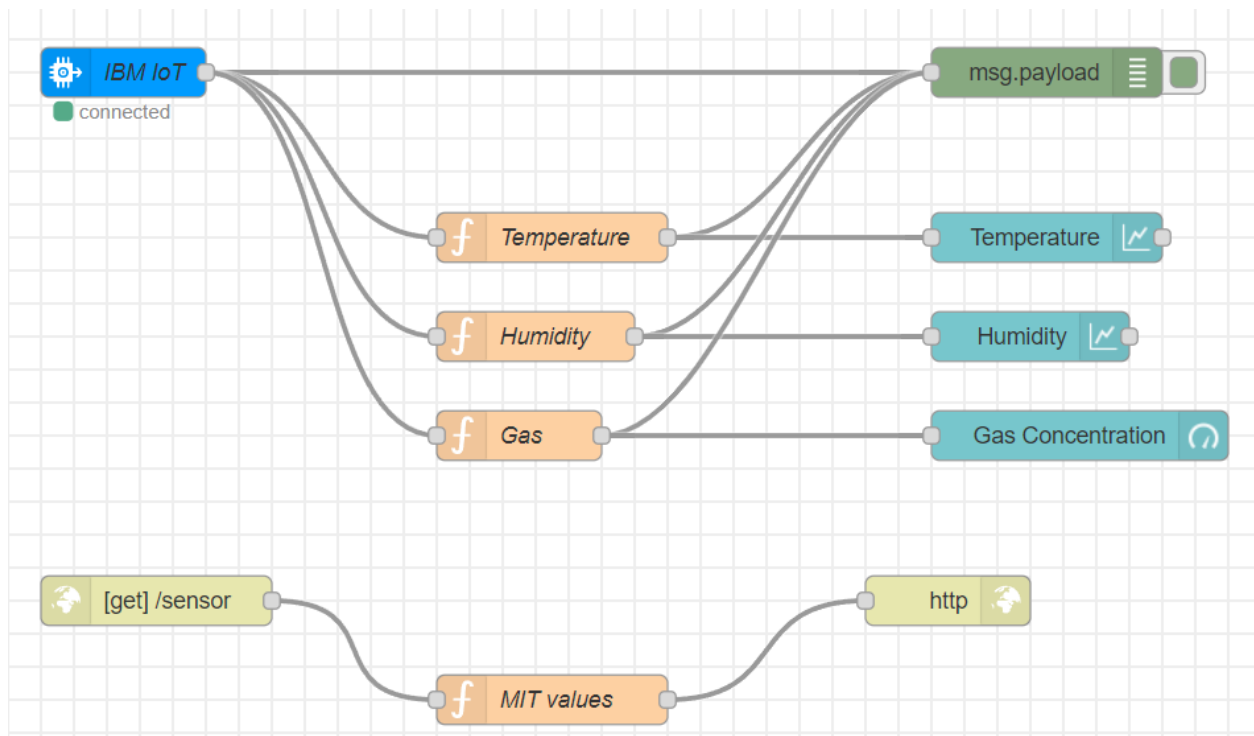 IBM IoT
msg.payload
connected
Temperature
Temperature
Humidity
Humidity
Gas
Gas Concentration
[get] /sensor
http
MIT values